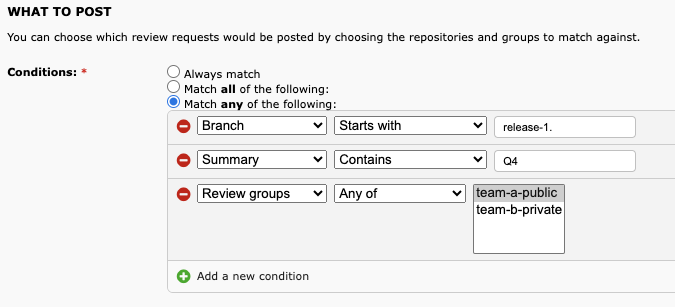 WHAT TO POST
You can choose which review requests would be posted by choosing the repositories and groups to match against.
Conditions: *
Always match
Match all of the following:
Match any of the following:
Branch Starts with release-1.
Summary Contains Q4
Review groups Any of team-a-public
team-b-private
Add a new condition